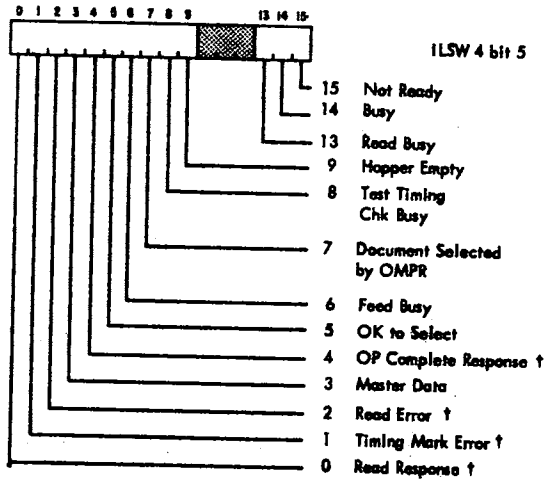 0 1 2 3 4 5 6 7 8 9 13 14 15
ILSW 4 bit 5
15 Not Ready
14 Busy
13 Read Busy
9 Hopper Empty
8 Test Timing
Chk Busy
7 Document Selected
by OMPR
6 Feed Busy
5 OK to Select
4 OP Complete Response †
3 Master Data
2 Read Error †
1 Timing Mark Error †
0 Read Response †